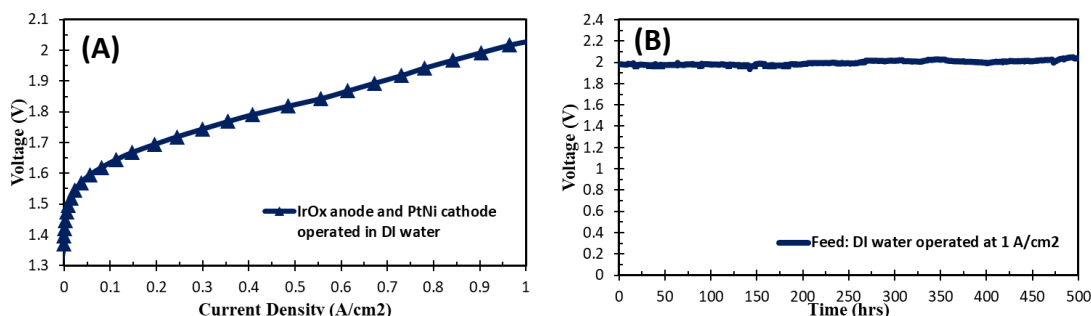 (A)
Voltage (V)
2.1
2
1.9
1.8
1.7
1.6
1.5
1.4
1.3
IrOx anode and PtNi cathode
operated in DI water
0 0.1 0.2 0.3 0.4 0.5 0.6 0.7 0.8 0.9 1
Current Density (A/cm2)
(B)
Voltage (V)
2.4
2.2
2
1.8
1.6
1.4
1.2
1
0.8
0.6
0.4
0.2
0
Feed: DI water operated at 1 A/cm2
0 50 100 150 200 250 300 350 400 450 500
Time (hrs)